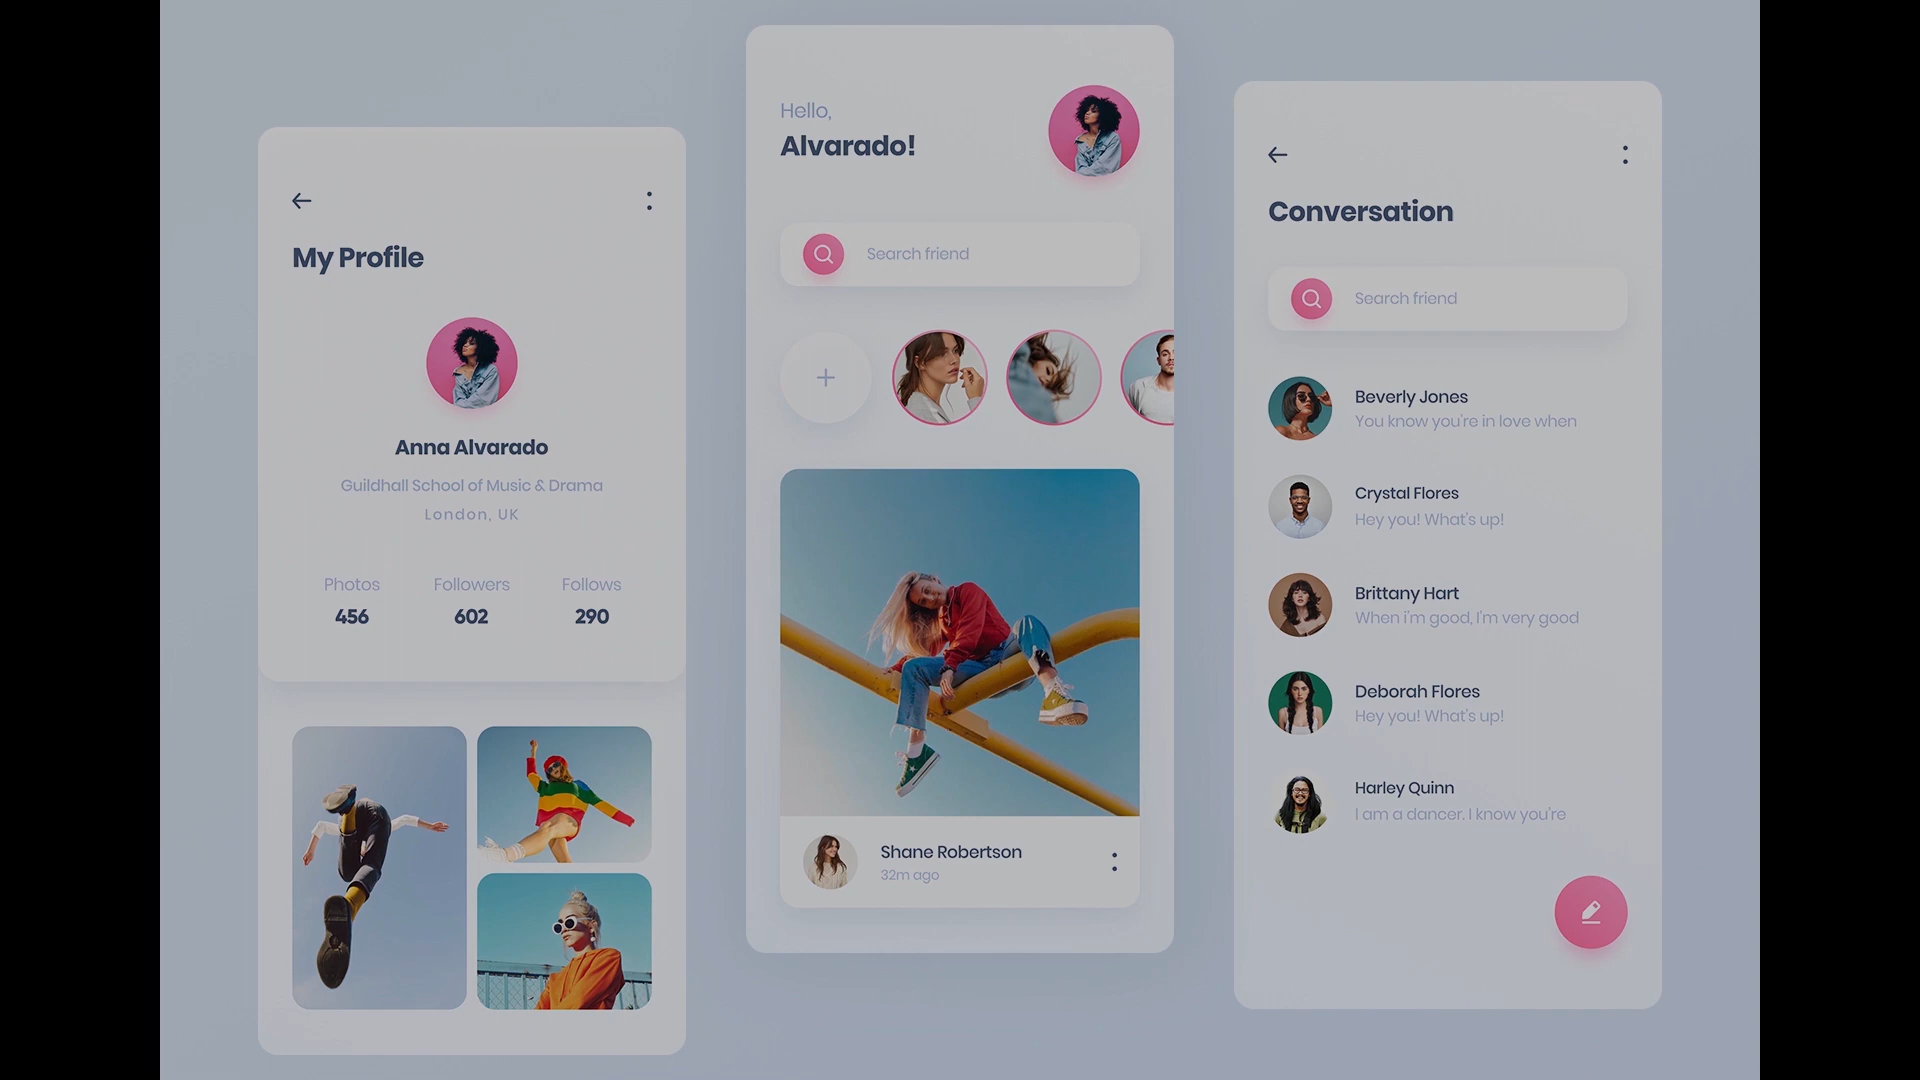 My Profile
Anna Alvarado
Guildhall School of Music & Drama
London, UK
Photos
Followers
Follows
456
602
290
Hello,
Alvarado!
Search friend
Shane Robertson
32m ago
Conversation
Search friend
Beverly Jones
You know you're in love when
Crystal Flores
Hey you! What's up!
Brittany Hart
When i'm good, I'm very good
Deborah Flores
Hey you! What's up!
Harley Quinn
I am a dancer. I know you're